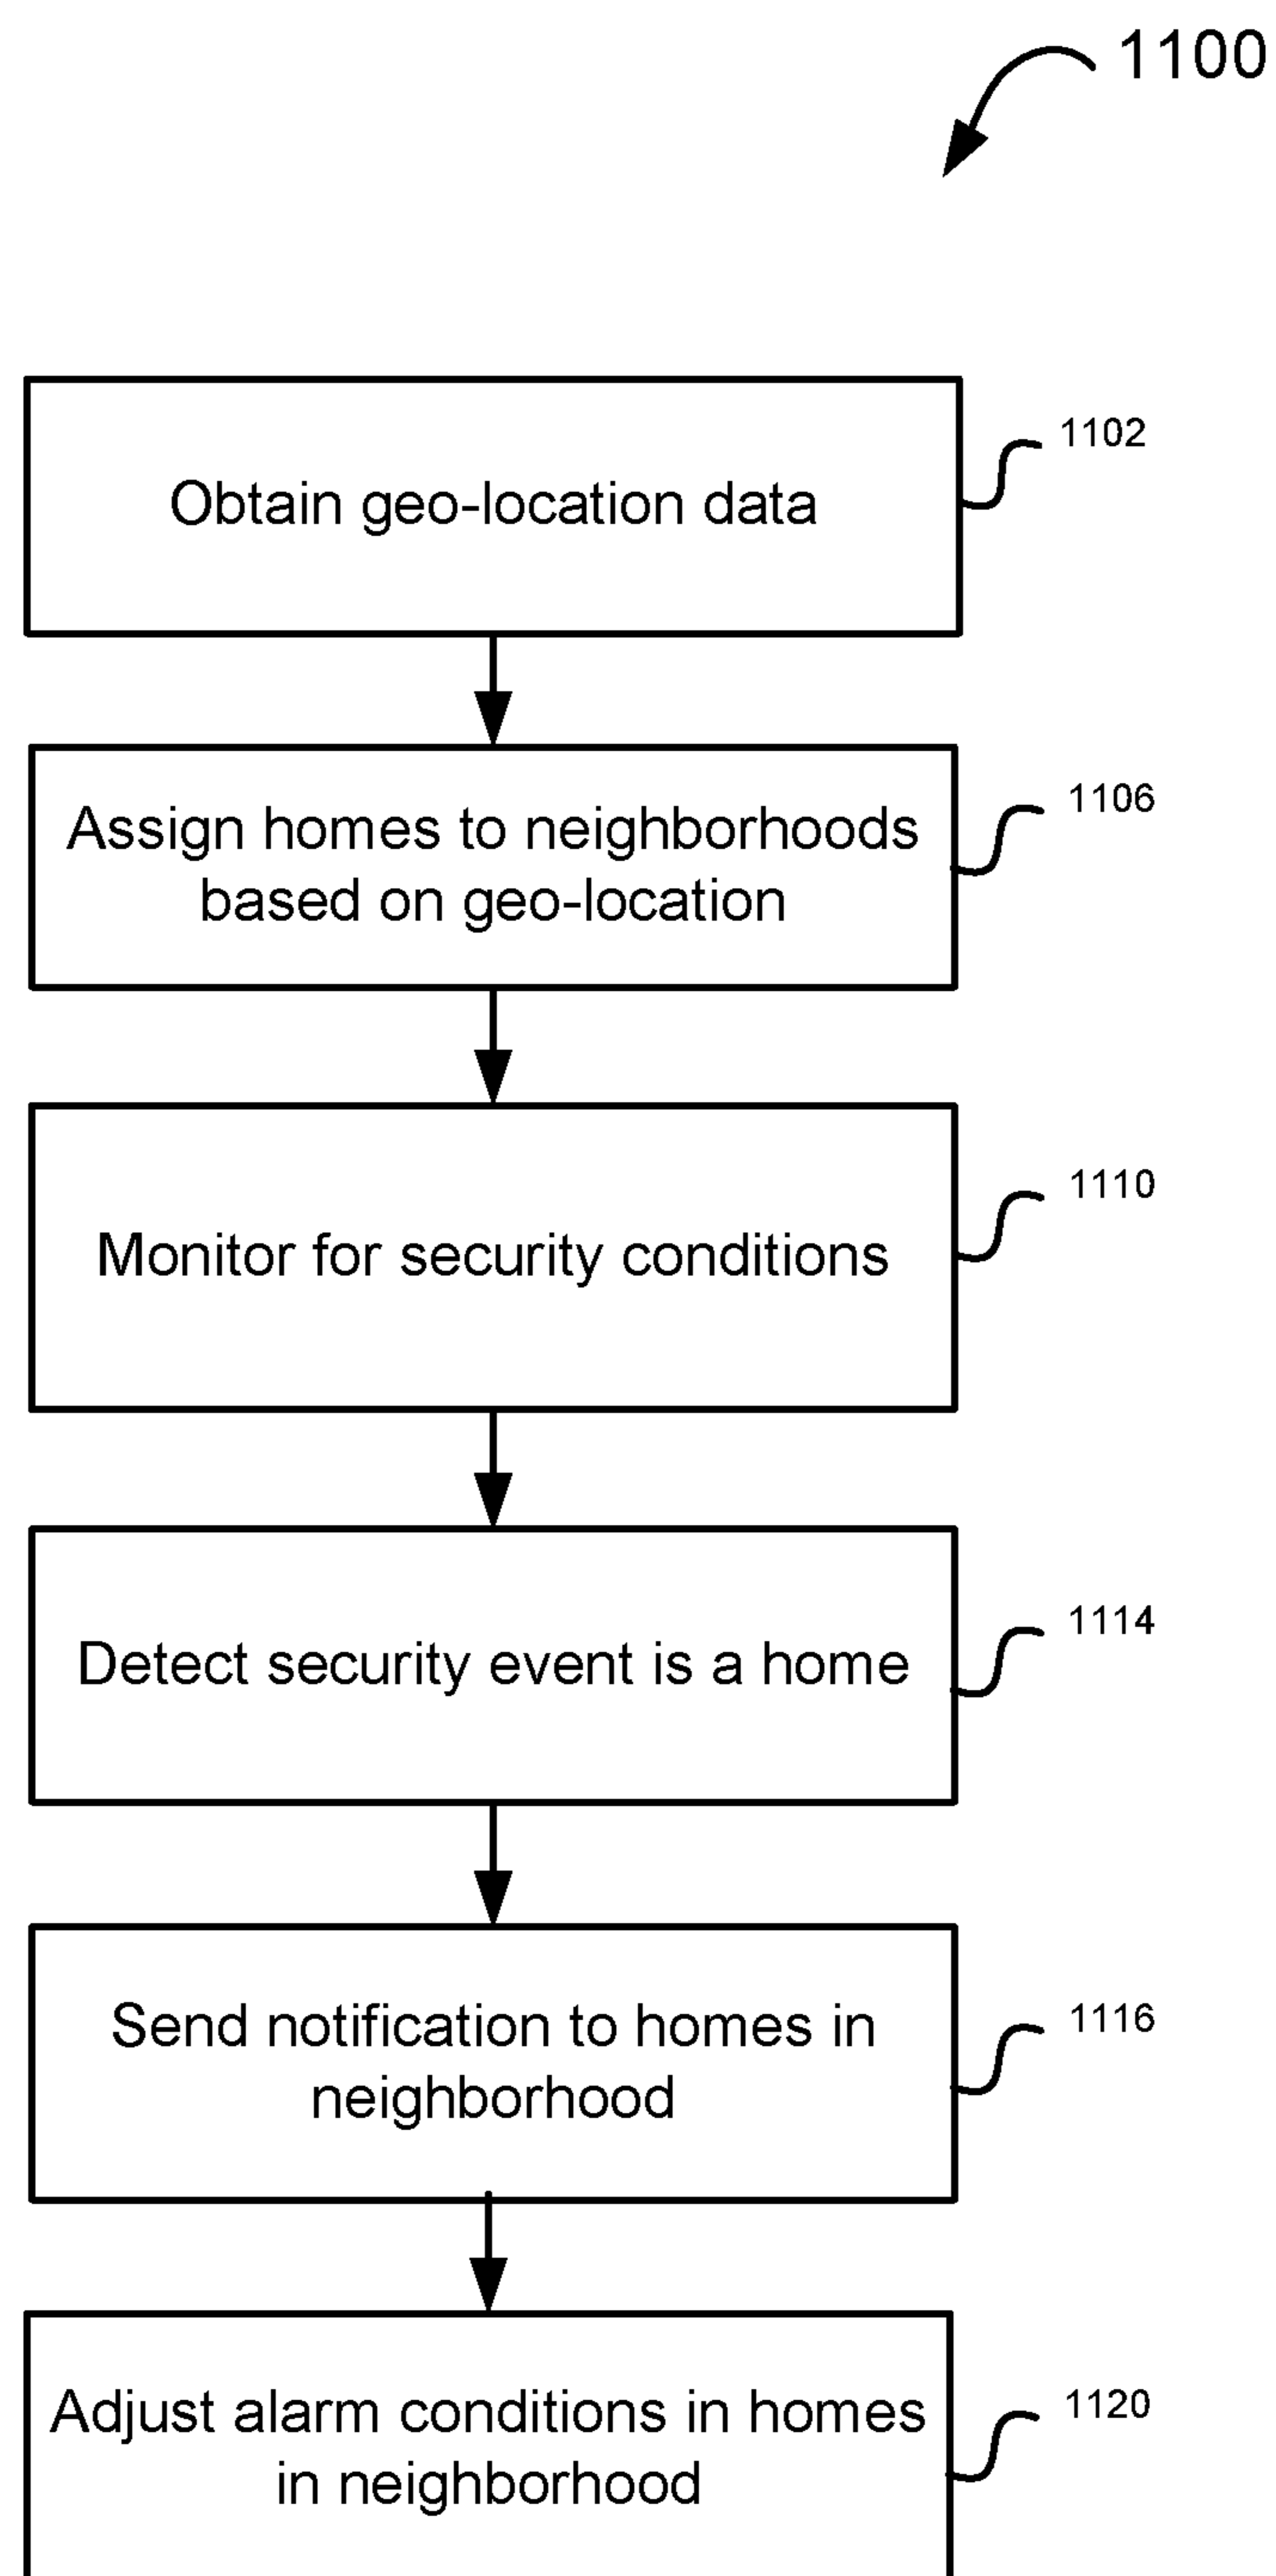 1100
Obtain geo-location data
1102
Assign homes to neighborhoods
based on geo-location
1106
Monitor for security conditions
1110
Detect security event is a home
1114
Send notification to homes in
neighborhood
1116
Adjust alarm conditions in homes
in neighborhood
1120